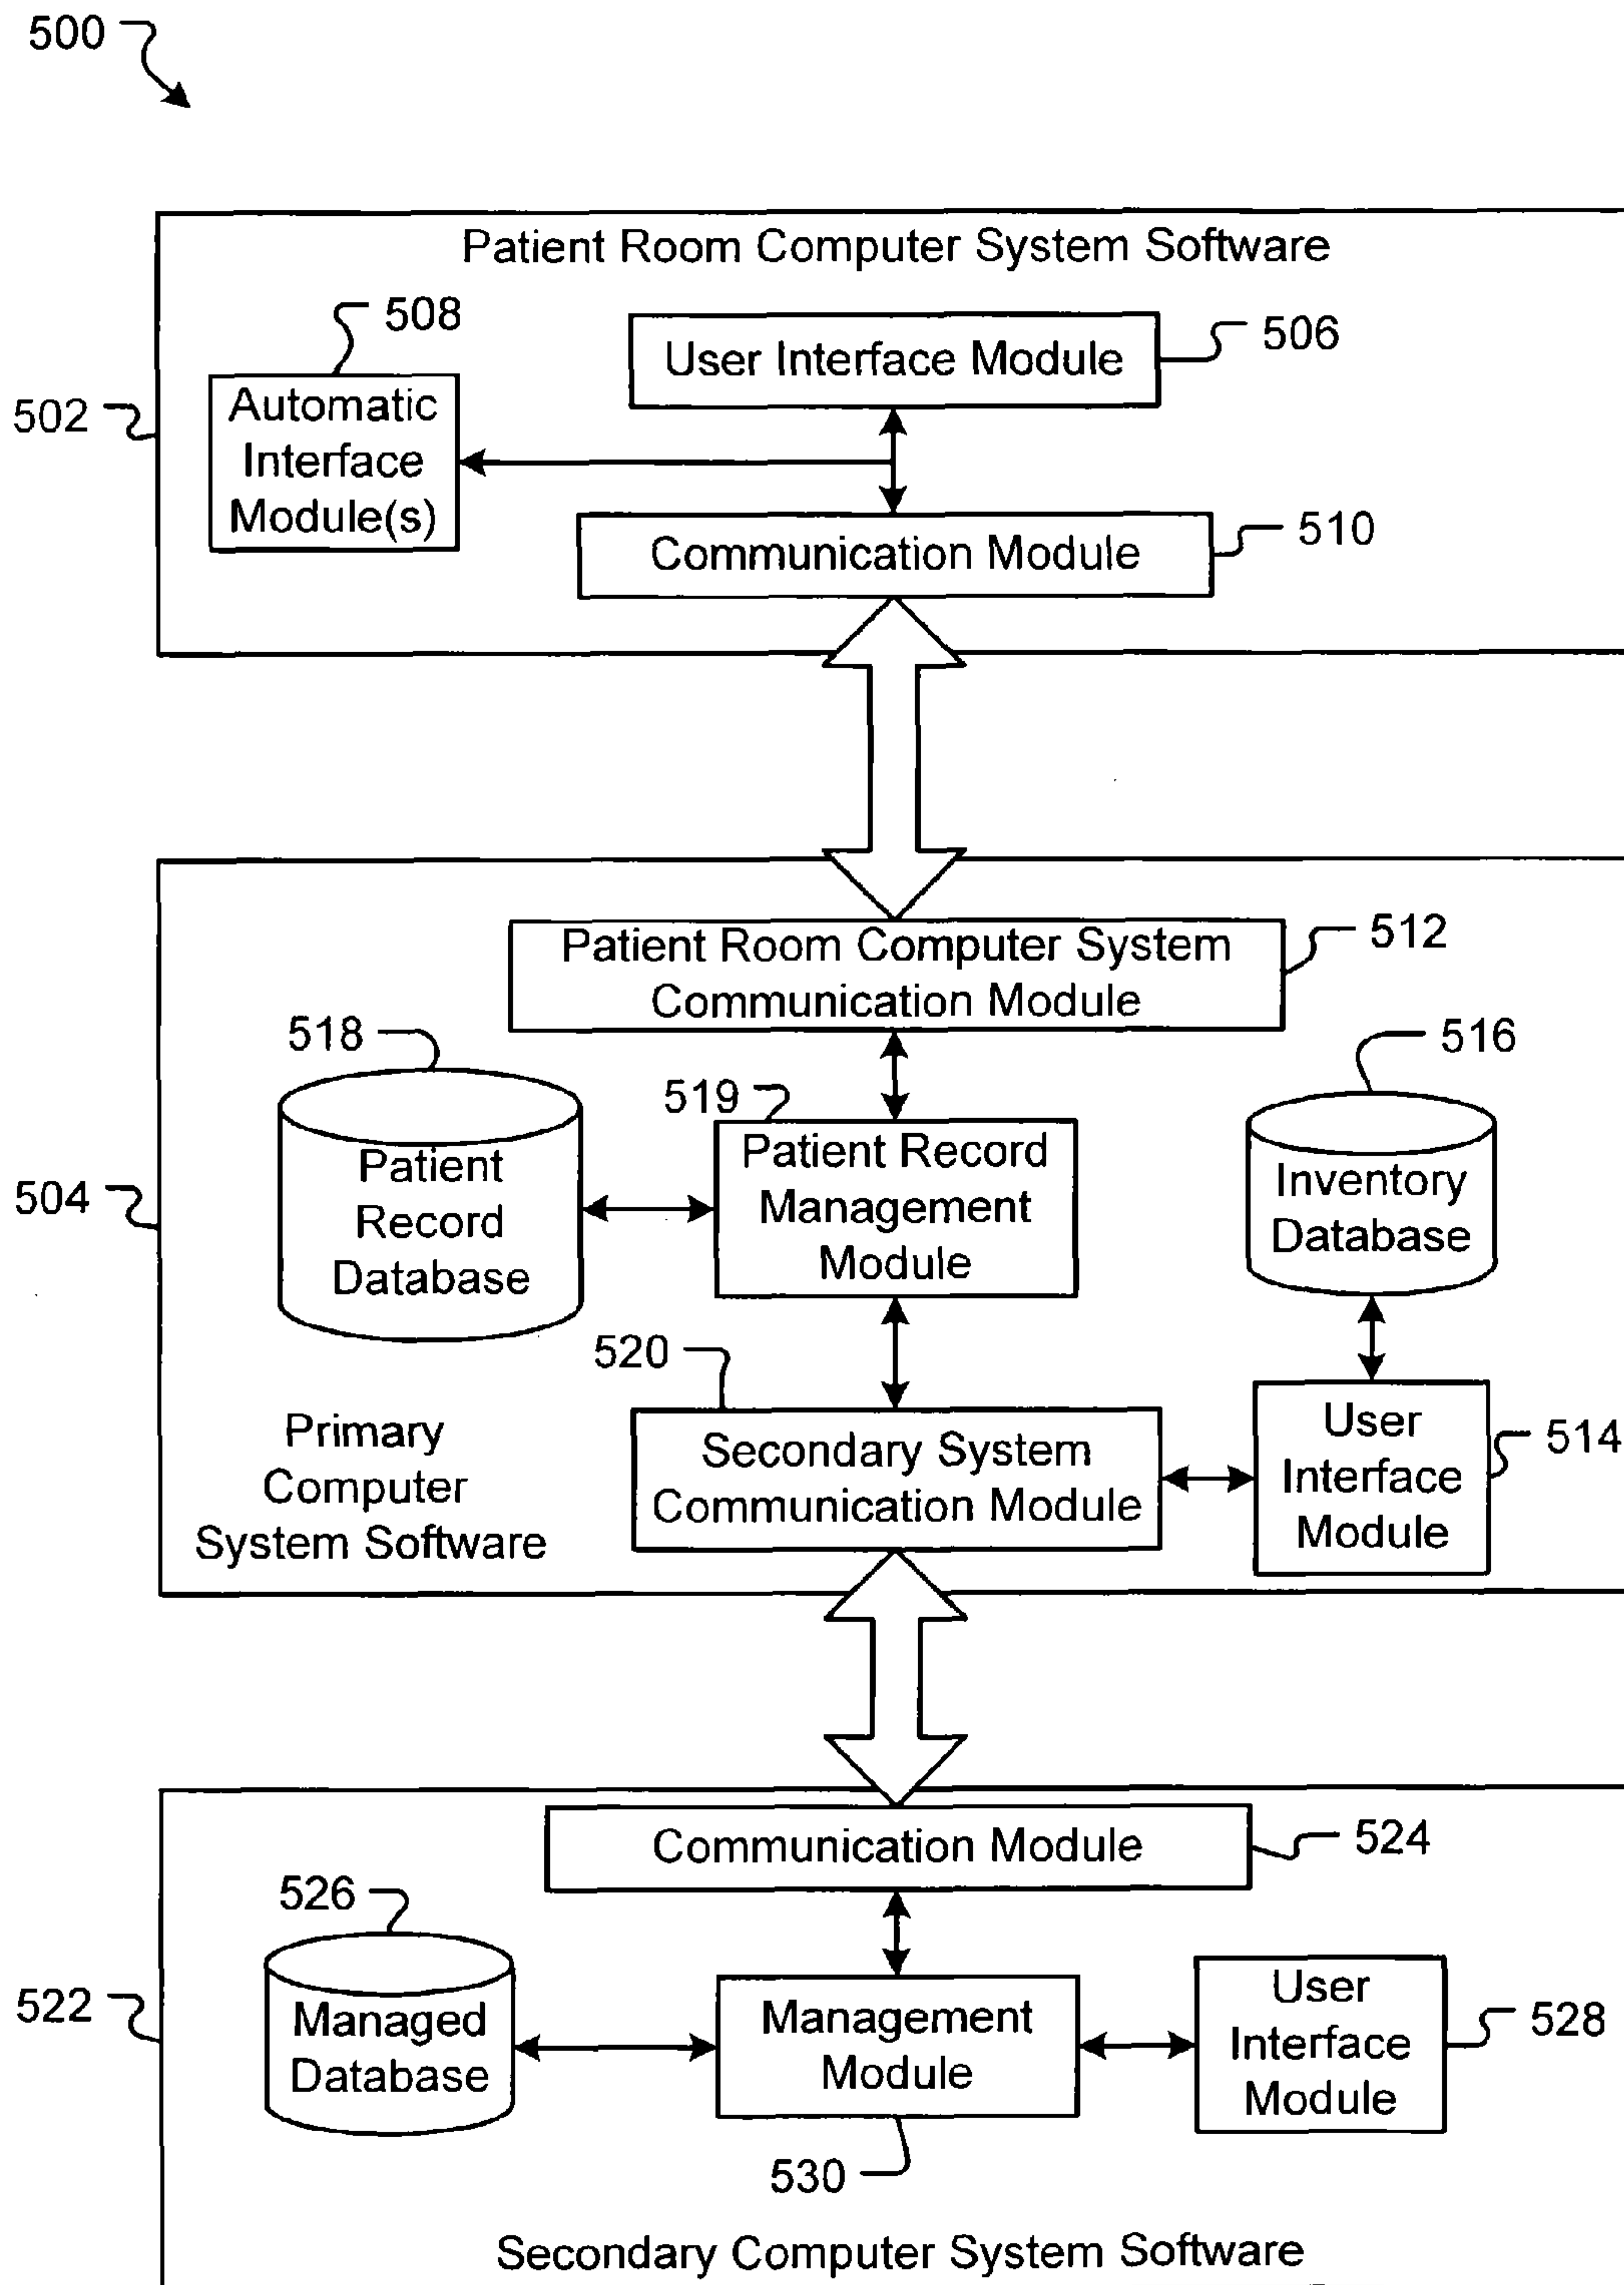 500
Patient Room Computer System Software
508
506
User Interface Module
502
Automatic
Interface
Module(s)
510
Communication Module
512
Patient Room Computer System
Communication Module
518
516
519
Patient
Record
Database
Patient Record
Management
Module
Inventory
Database
504
520
Primary
Computer
System Software
Secondary System
Communication Module
User
Interface
Module
514
Communication Module
524
526
522
Managed
Database
Management
Module
User
Interface
Module
528
530
Secondary Computer System Software